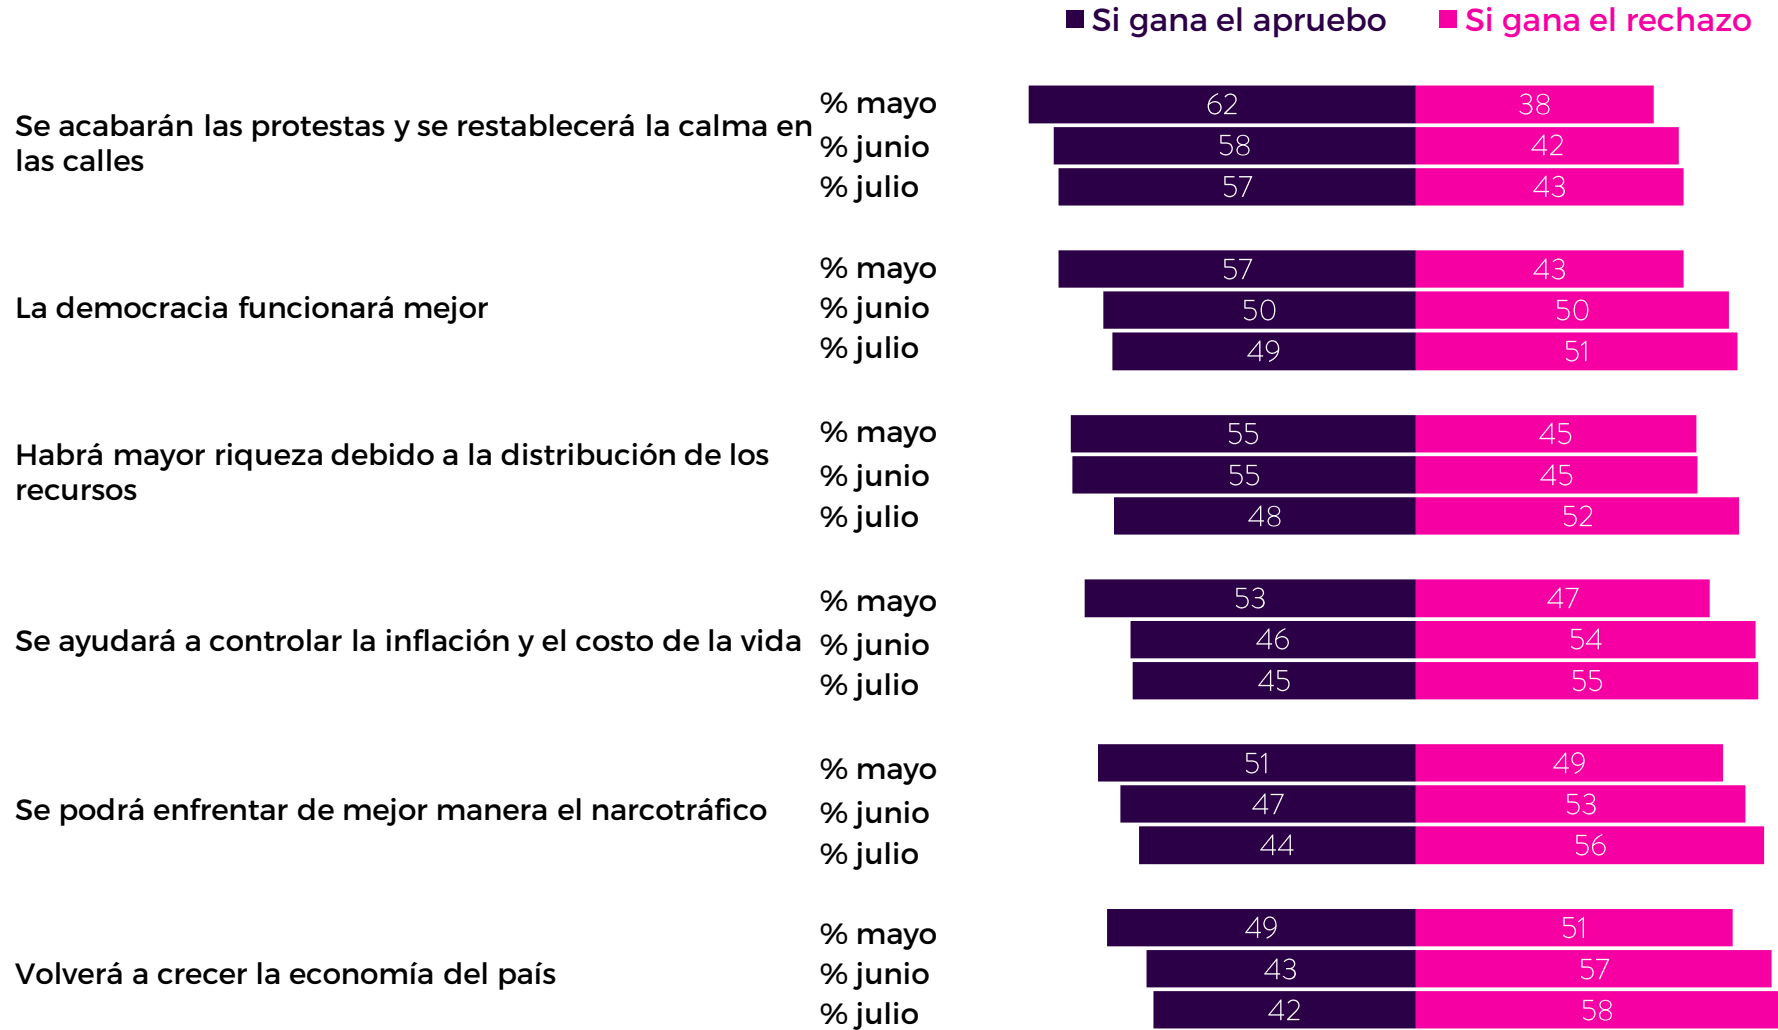 Si gana el apruebo Si gana el rechazo
Se acabarán las protestas y se restablecerá la calma en
las calles
% mayo 62 38
% junio 58 42
% julio 57 43
La democracia funcionará mejor
% mayo 57 43
% junio 50 50
% julio 49 51
Habrá mayor riqueza debido a la distribución de los
recursos
% mayo 55 45
% junio 55 45
% julio 48 52
Se ayudará a controlar la inflación y el costo de la vida
% mayo 53 47
% junio 46 54
% julio 45 55
Se podrá enfrentar de mejor manera el narcotráfico
% mayo 51 49
% junio 47 53
% julio 44 56
Volverá a crecer la economía del país
% mayo 49 51
% junio 43 57
% julio 42 58